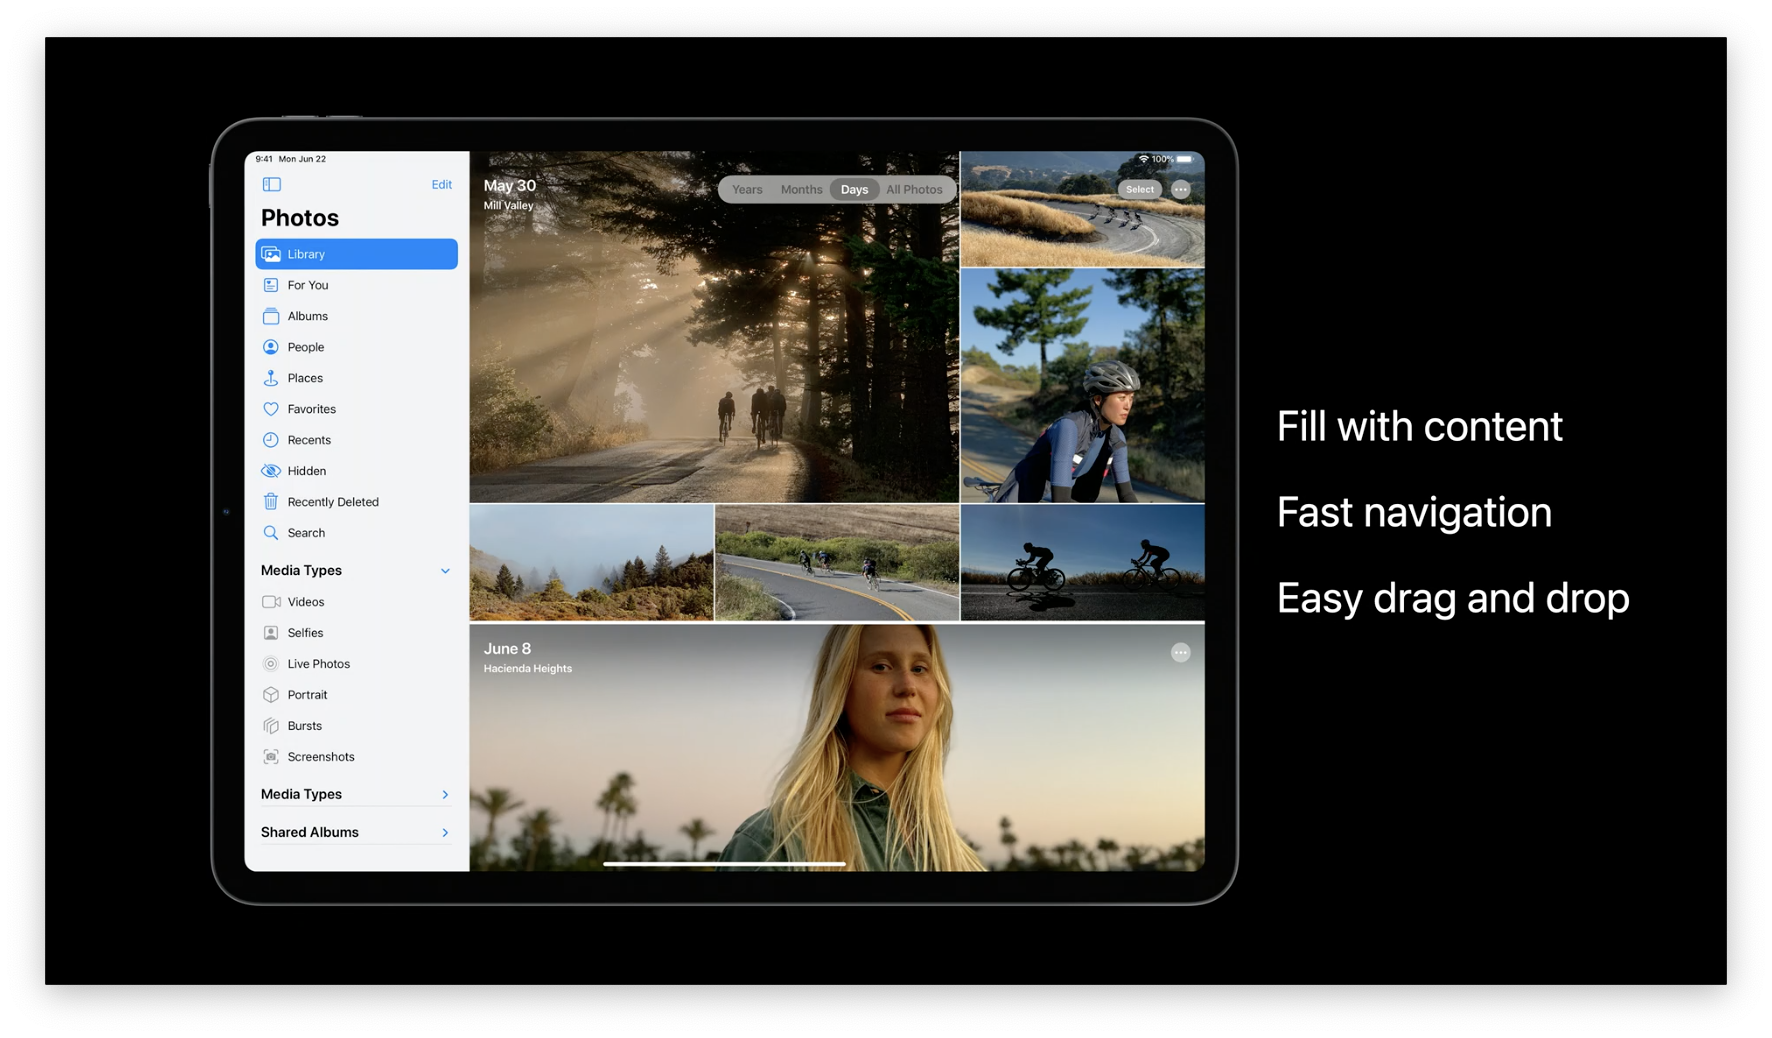 9:41 Mon Jun 22
100%
Edit
Photos
Library
For You
Albums
People
Places
Favorites
Recents
Hidden
Recently Deleted
Search
Media Types
Videos
Selfies
Live Photos
Portrait
Bursts
Screenshots
Media Types
Shared Albums
May 30
Mill Valley
Years Months Days All Photos
Select
June 8
Hacienda Heights
Fill with content
Fast navigation
Easy drag and drop